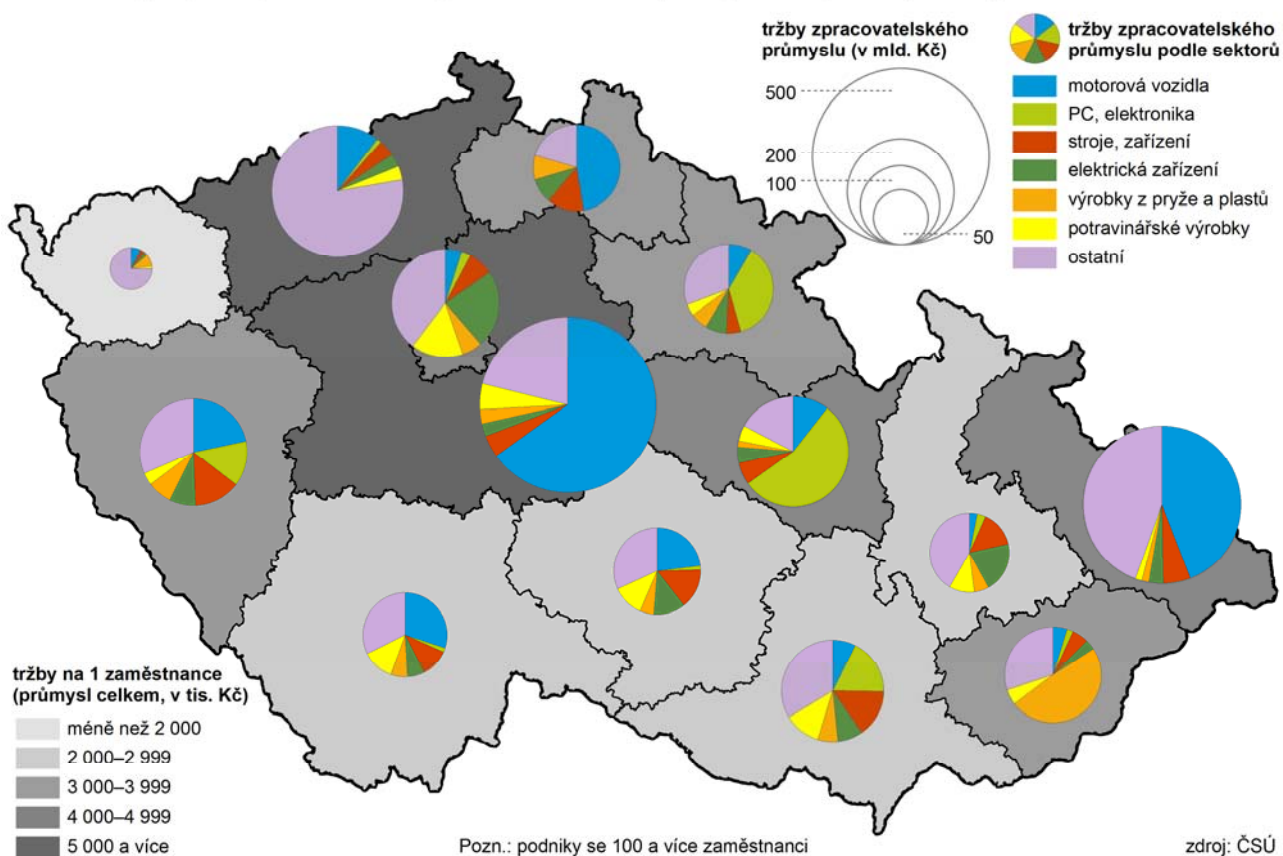 tržby zpracovatelského
průmyslu (v mld. Kč)
500
200
100
50
tržby zpracovatelského
průmyslu podle sektorů
motorová vozidla
PC, elektronika
stroje, zařízení
elektrická zařízení
výrobky z pryže a plastů
potravinářské výrobky
ostatní
tržby na 1 zaměstnance
(průmysl celkem, v tis. Kč)
méně než 2 000
2 000–2 999
3 000–3 999
4 000–4 999
5 000 a více
Pozn.: podniky se 100 a více zaměstnanci
zdroj: ČSÚ